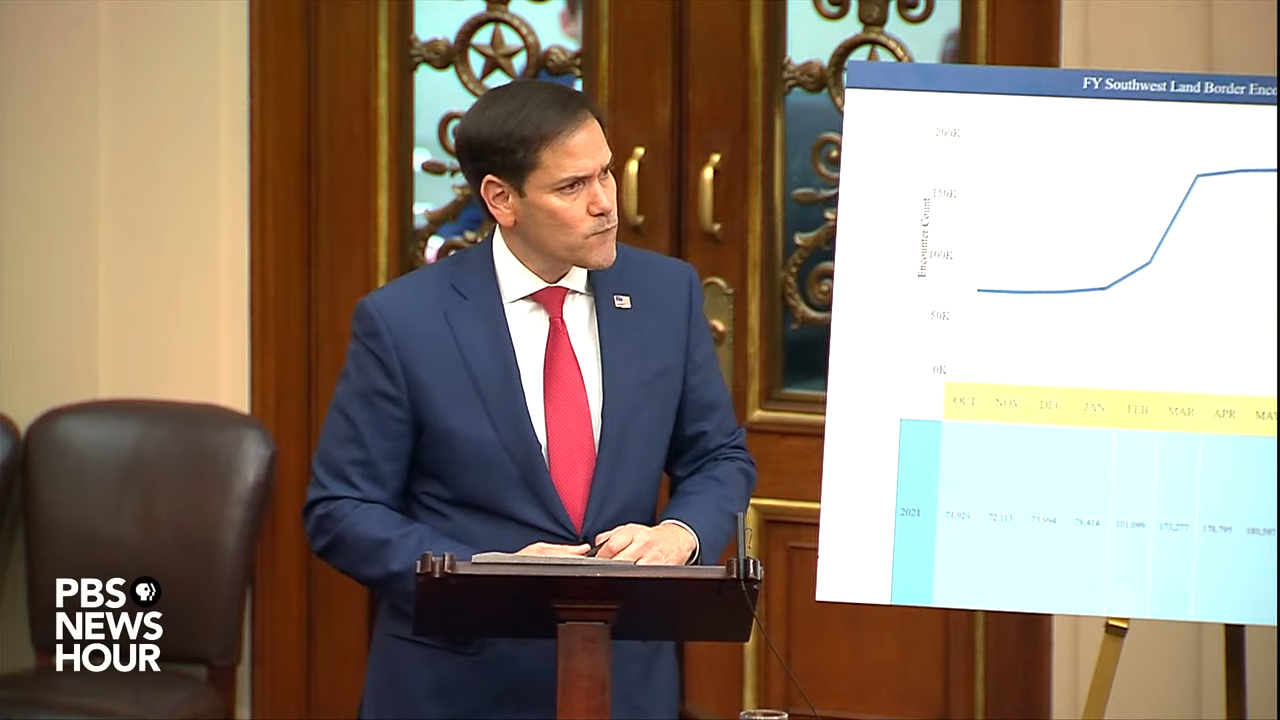 FY Southwest Land Border Enco
200K
150K
100K
50K
0K
Encounter Count
OCT NOV DEC JAN FEB MAR APR MAY
2021 71,929 72,113 73,994 78,414 101,099 173,277 178,795 180,597
PBS
NEWS
HOUR